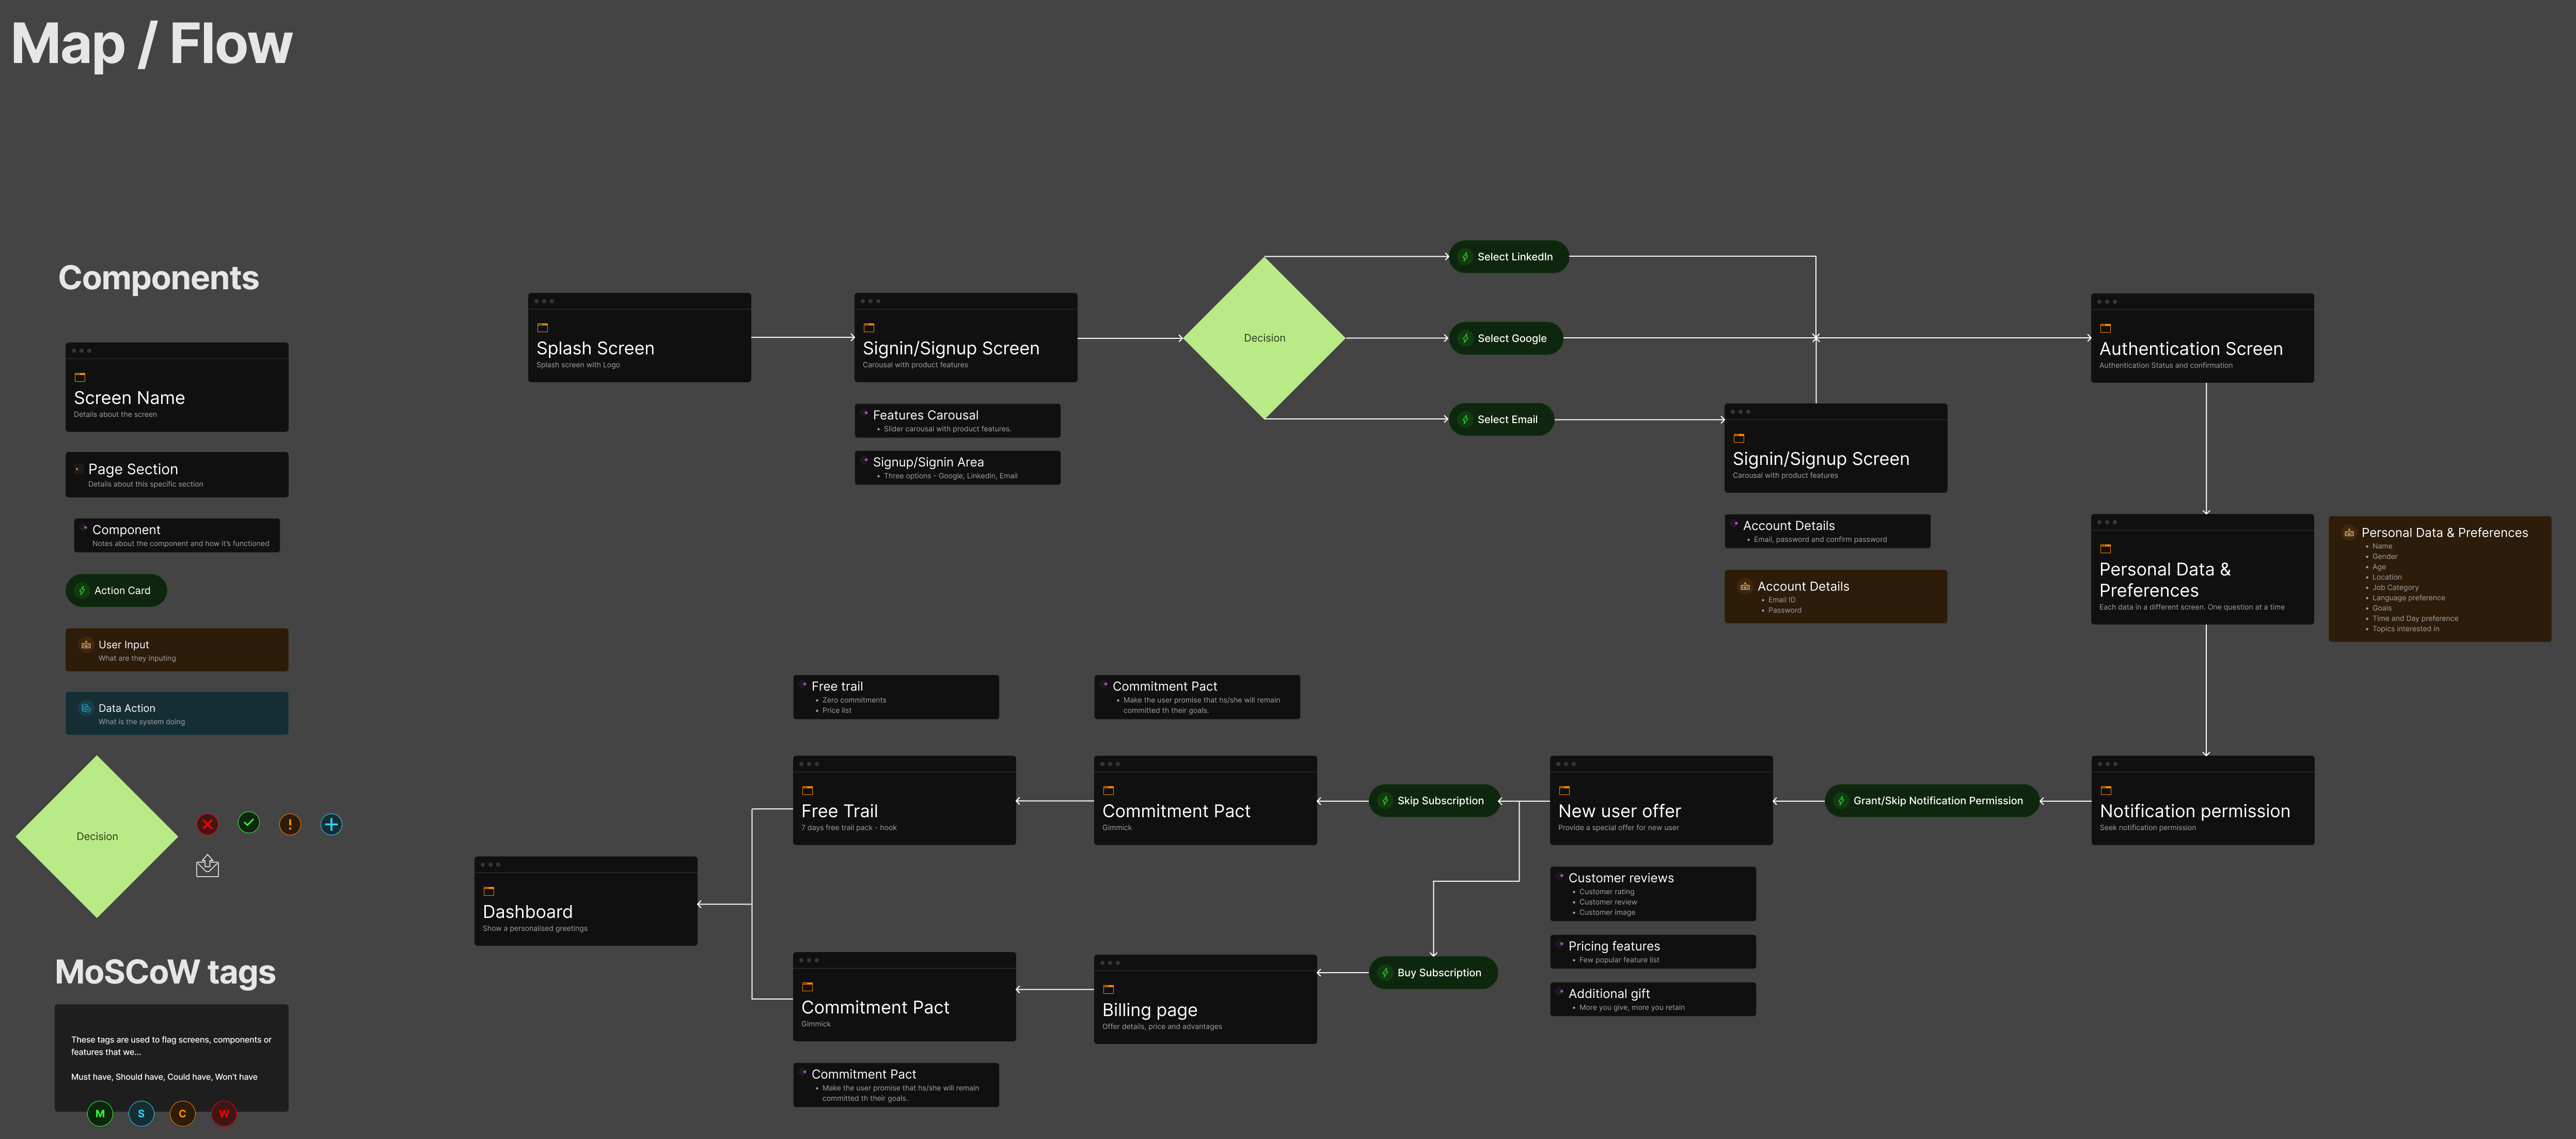 Map / Flow
Components
Screen Name
Details about the screen
Page Section
Details about this specific section
Component
Notes about the component and how it's functioned
Action Card
User Input
What are they inputing
Data Action
What is the system doing
Decision
MoSCoW tags
These tags are used to flag screens, components or
features that we...
Must have, Should have, Could have, Won't have
M
S
C
W
Splash Screen
Splash screen with Logo
Signin/Signup Screen
Carousal with product features
Features Carousal
• Slider carousal with product features.
Signup/Signin Area
• Three options - Google, Linkedin, Email
Decision
Select LinkedIn
Select Google
Select Email
Signin/Signup Screen
Carousal with product features
Account Details
• Email, password and confirm password
Account Details
• Email ID
• Password
Authentication Screen
Authentication Status and confirmation
Personal Data &
Preferences
Each data in a different screen. One question at a time
Personal Data & Preferences
• Name
• Gender
• Age
• Location
• Job Category
• Language preference
• Goals
• Time and Day preference
• Topics interested in
Notification permission
Seek notification permission
Grant/Skip Notification Permission
New user offer
Provide a special offer for new user
Customer reviews
• Customer rating
• Customer review
• Customer image
Pricing features
• Few popular feature list
Additional gift
• More you give, more you retain
Skip Subscription
Buy Subscription
Commitment Pact
• Make the user promise that hs/she will remain
committed th their goals.
Commitment Pact
Gimmick
Free trail
• Zero commitments
• Price list
Free Trail
7 days free trail pack - hook
Billing page
Offer details, price and advantages
Commitment Pact
Gimmick
Commitment Pact
• Make the user promise that hs/she will remain
committed th their goals.
Dashboard
Show a personalised greetings